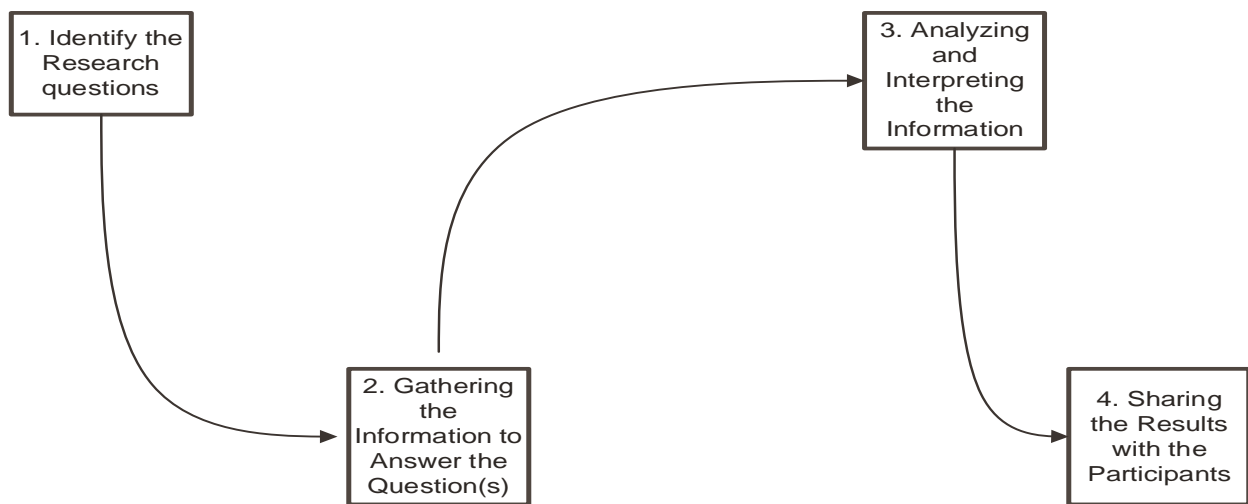 1. Identify the
Research
questions
2. Gathering
the
Information to
Answer the
Question(s)
3. Analyzing
and
Interpreting
the
Information
4. Sharing
the Results
with the
Participants